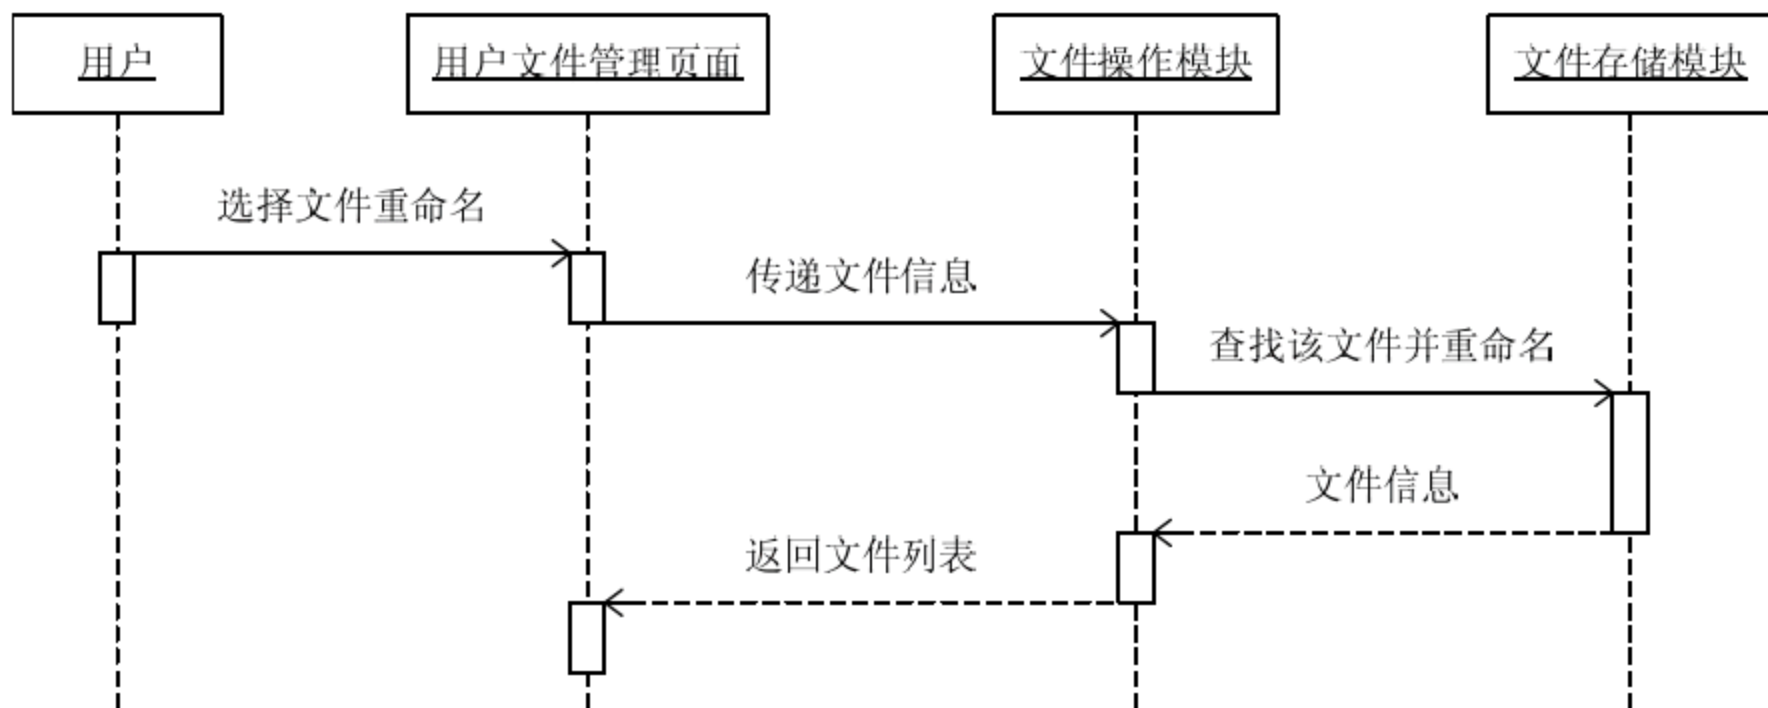 用户
用户文件管理页面
文件操作模块
文件存储模块
选择文件重命名
传递文件信息
查找该文件并重命名
文件信息
返回文件列表